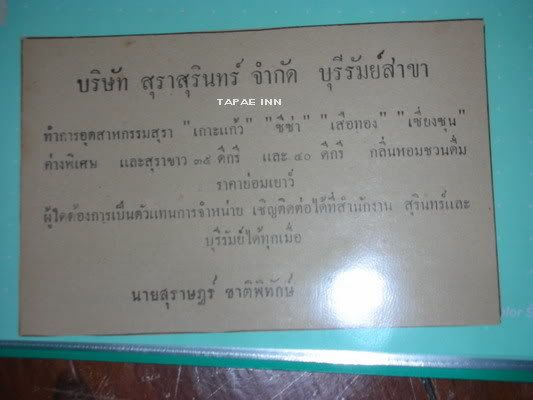 บริษัท สุราสุรินทร์ จำกัด บุรีรัมย์สาขา
TAPAE INN
ทำการอุตสาหกรรมสุรา "เกาะแก้ว" "ซีซ่า" "เสือทอง" "เซี่ยงชุน"
ค่างพิเศษ และสุราขาว ๓๕ ดีกรี และ ๔๐ ดีกรี กลิ่นหอมชวนดื่ม
ราคาย่อมเยาว์
ผู้ใดต้องการเป็นตัวแทนการจำหน่าย เชิญติดต่อได้ที่สำนักงาน สุรินทร์และ
บุรีรัมย์ได้ทุกเมื่อ
นายสุราษฎร์ ชาติพิทักษ์